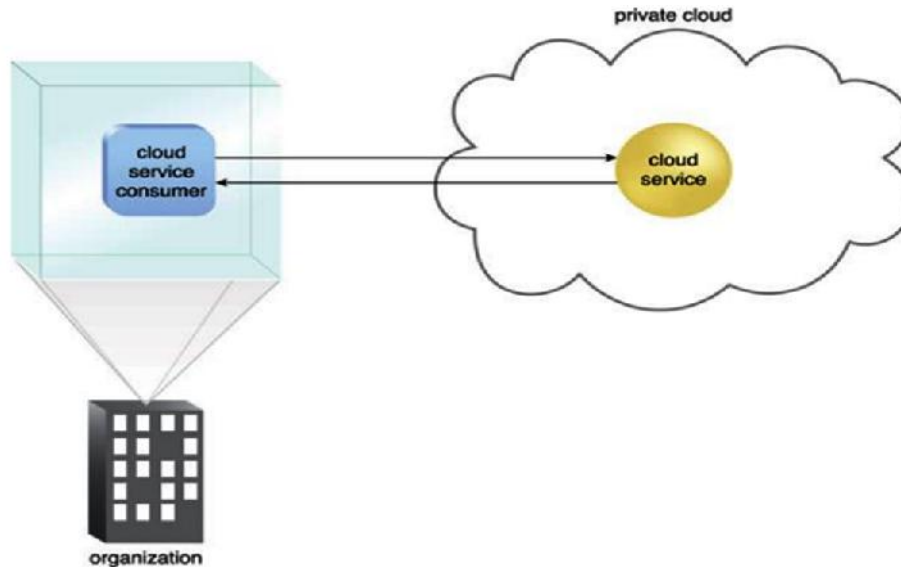 private cloud
cloud
service
consumer
cloud
service
organization